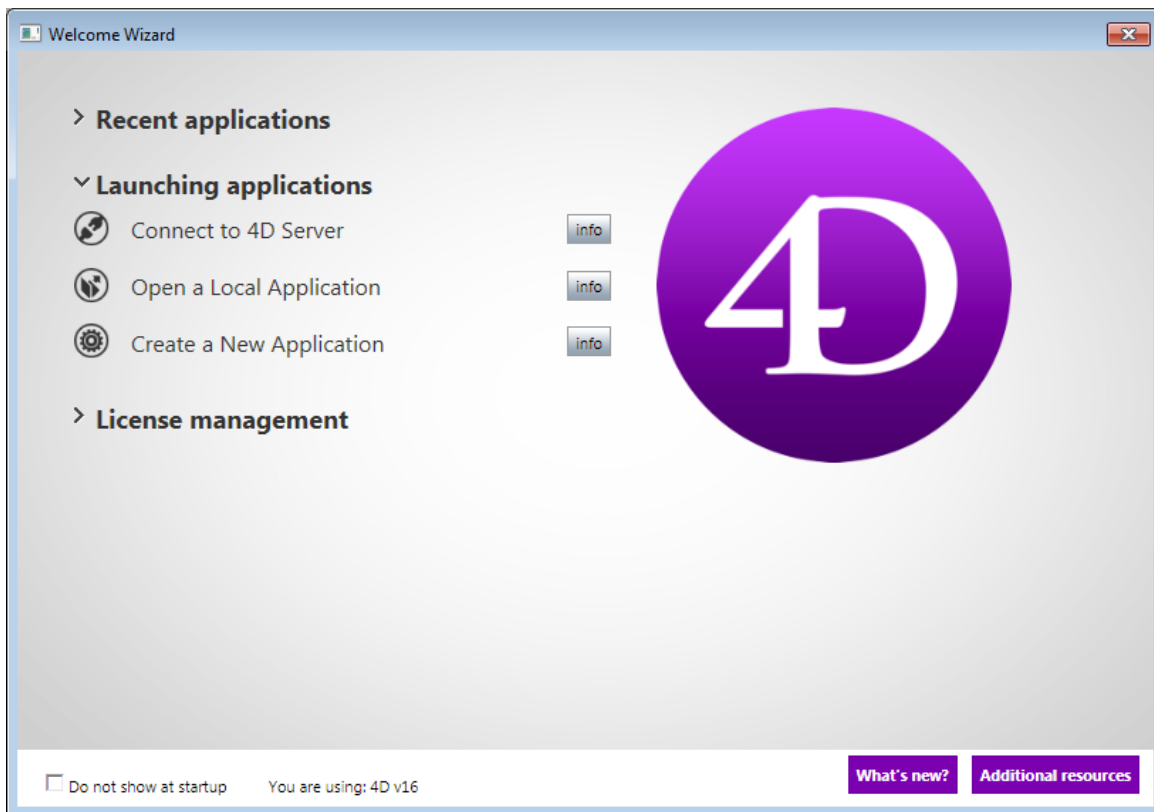 Welcome Wizard
Recent applications
Launching applications
Connect to 4D Server info
Open a Local Application info
Create a New Application info
License management
4D
Do not show at startup You are using: 4D v16 What's new? Additional resources